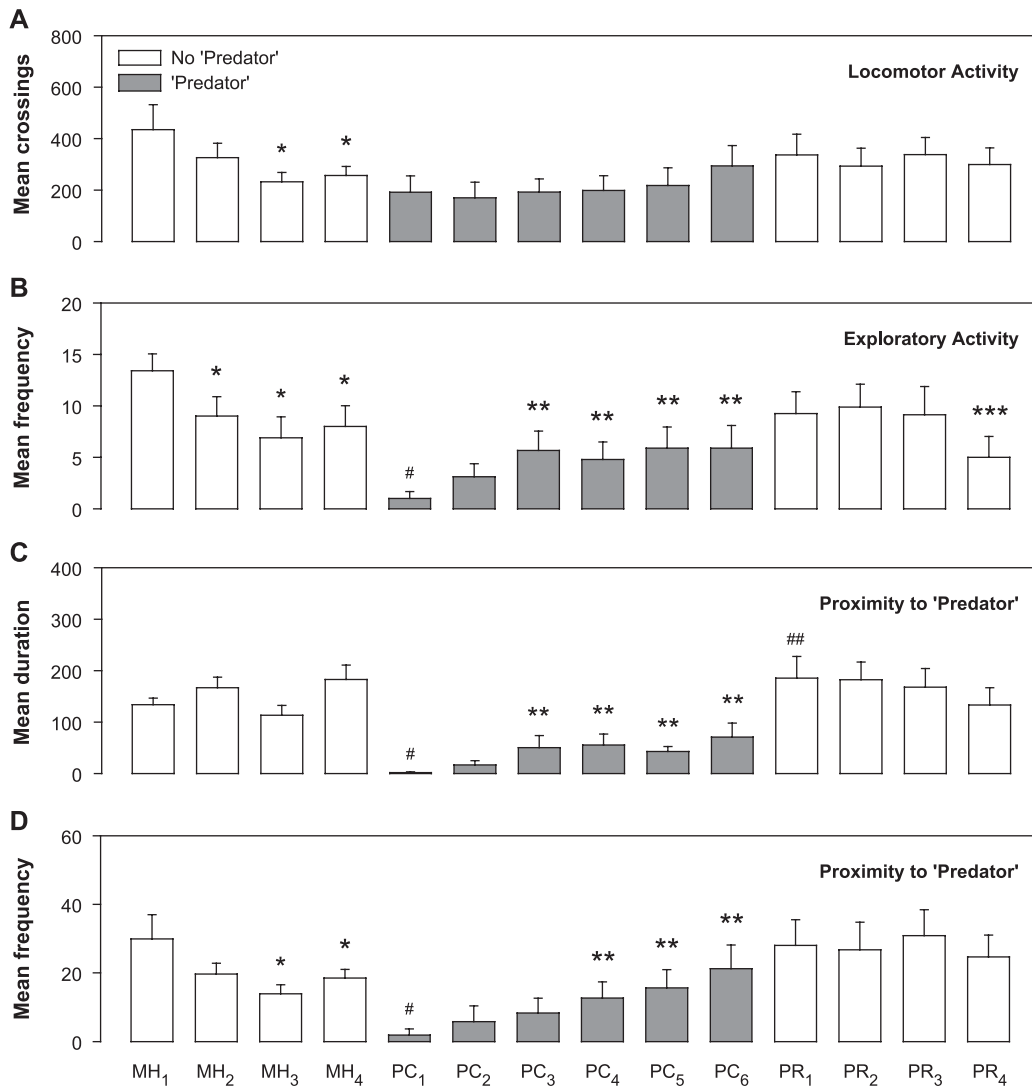 A
800
600
400
200
0
Mean crossings
No 'Predator'
'Predator'
Locomotor Activity
* *
B
20
15
10
5
0
Mean frequency
Exploratory Activity
* * * # ** ** ** ** ***
C
400
300
200
100
0
Mean duration
Proximity to 'Predator'
# ** ** ** ** ##
D
60
40
20
0
Mean frequency
Proximity to 'Predator'
* * # ** ** **
MH₁ MH₂ MH₃ MH₄ PC₁ PC₂ PC₃ PC₄ PC₅ PC₆ PR₁ PR₂ PR₃ PR₄